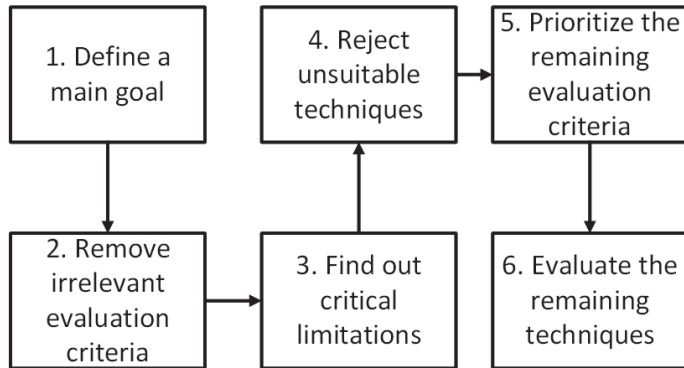 1. Define a
main goal
2. Remove
irrelevant
evaluation
criteria
3. Find out
critical
limitations
4. Reject
unsuitable
techniques
5. Prioritize the
remaining
evaluation
criteria
6. Evaluate the
remaining
techniques